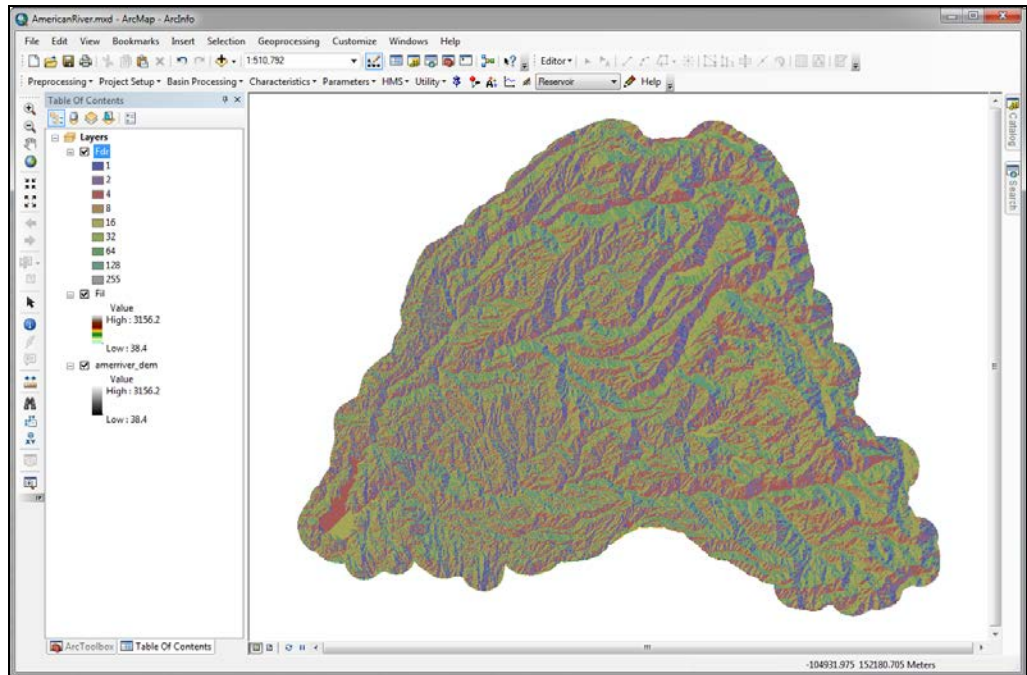 AmericanRiver.mxd - ArcMap - ArcInfo
File Edit View Bookmarks Insert Selection Geoprocessing Customize Windows Help
1:510,792 Editor
Preprocessing Project Setup Basin Processing Characteristics Parameters HMS Utility Reservoir Help
Table Of Contents
Layers
Fdr
1
2
4
8
16
32
64
128
255
Fil
Value
High : 3156.2
Low : 38.4
amerriver_dem
Value
High : 3156.2
Low : 38.4
ArcToolbox Table Of Contents
Catalog
Search
-104931.975 152180.705 Meters